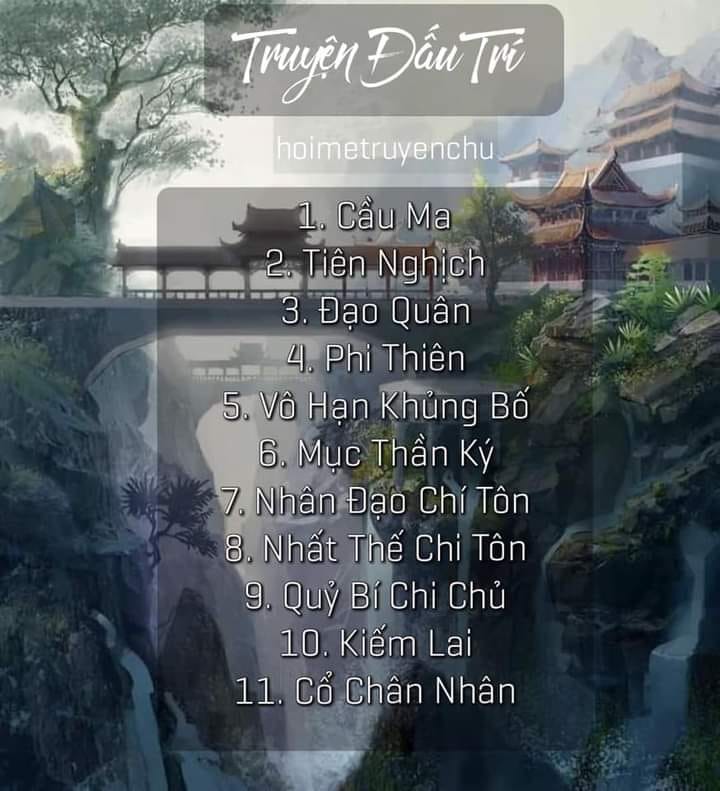 Truyện Đấu Trí
hoimetruyenchu
1. Cầu Ma
2. Tiên Nghịch
3. Đạo Quân
4. Phi Thiên
5. Vô Hạn Khủng Bố
6. Mục Thần Ký
7. Nhân Đạo Chí Tôn
8. Nhất Thế Chi Tôn
9. Quỷ Bí Chi Chủ
10. Kiếm Lai
11. Cổ Chân Nhân